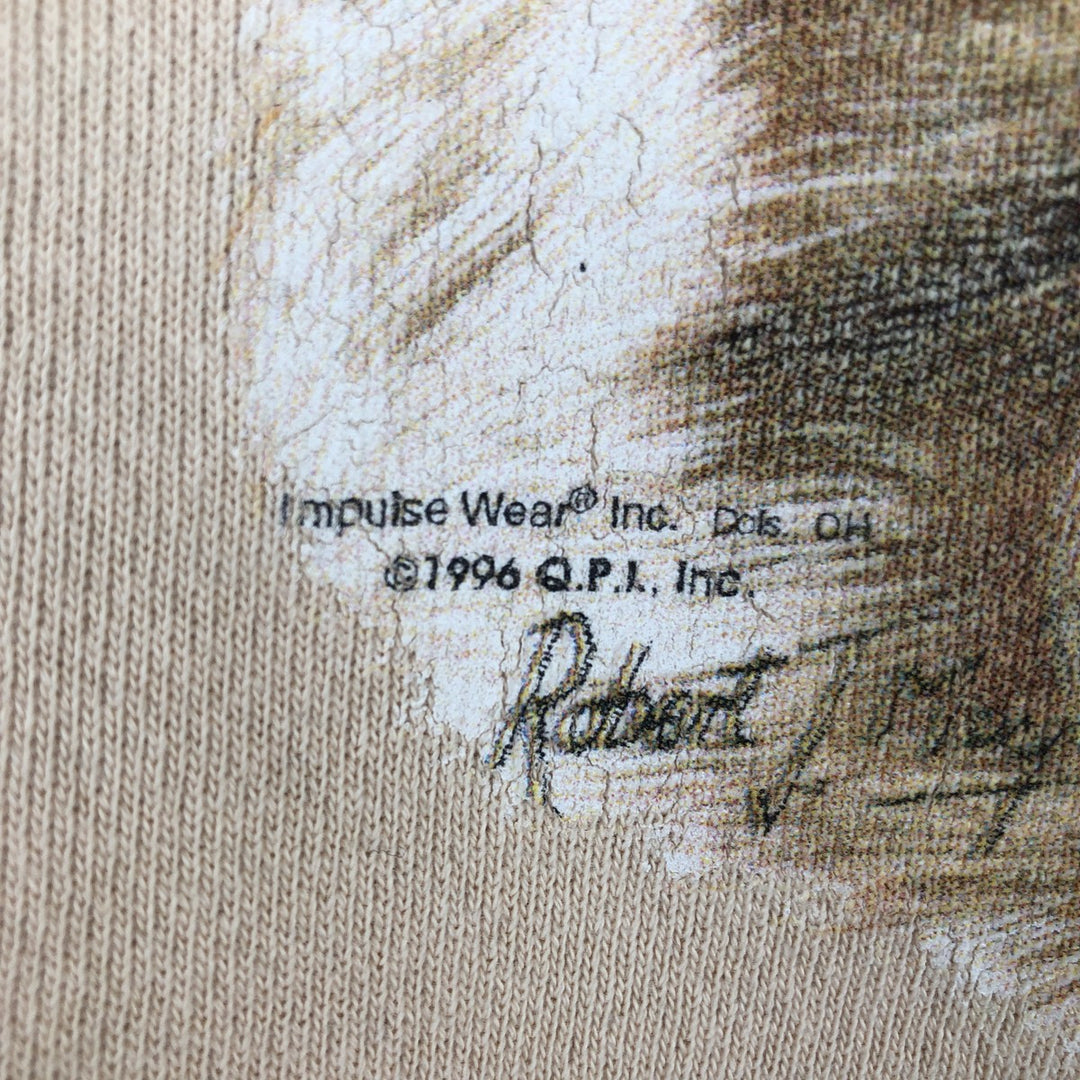 Impulse Wear® Inc. Cols. OH
©1996 Q.P.I., Inc.
Robert